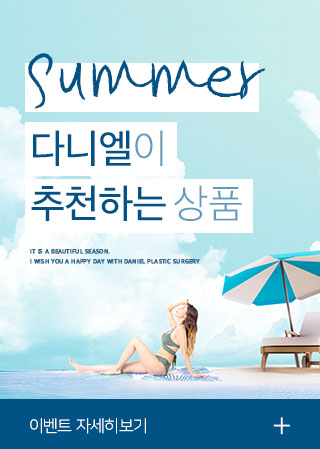 Summer
다니엘이
추천하는 상품
IT IS A BEAUTIFUL SEASON.
I WISH YOU A HAPPY DAY WITH DANIEL PLASTIC SURGERY
이벤트 자세히보기 +